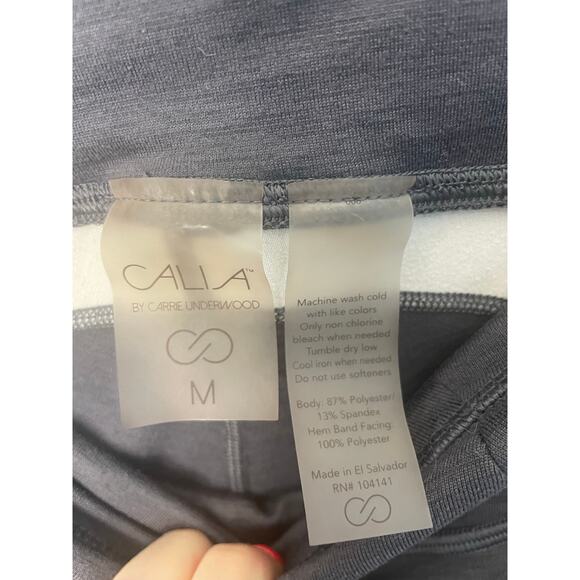 CALIA™
BY CARRIE UNDERWOOD
M
Machine wash cold
with like colors
Only non chlorine
bleach when needed
Tumble dry low
Cool iron when needed
Do not use softeners
Body: 87% Polyester/
13% Spandex
Hem Band Facing:
100% Polyester
Made in El Salvador
RN# 104141